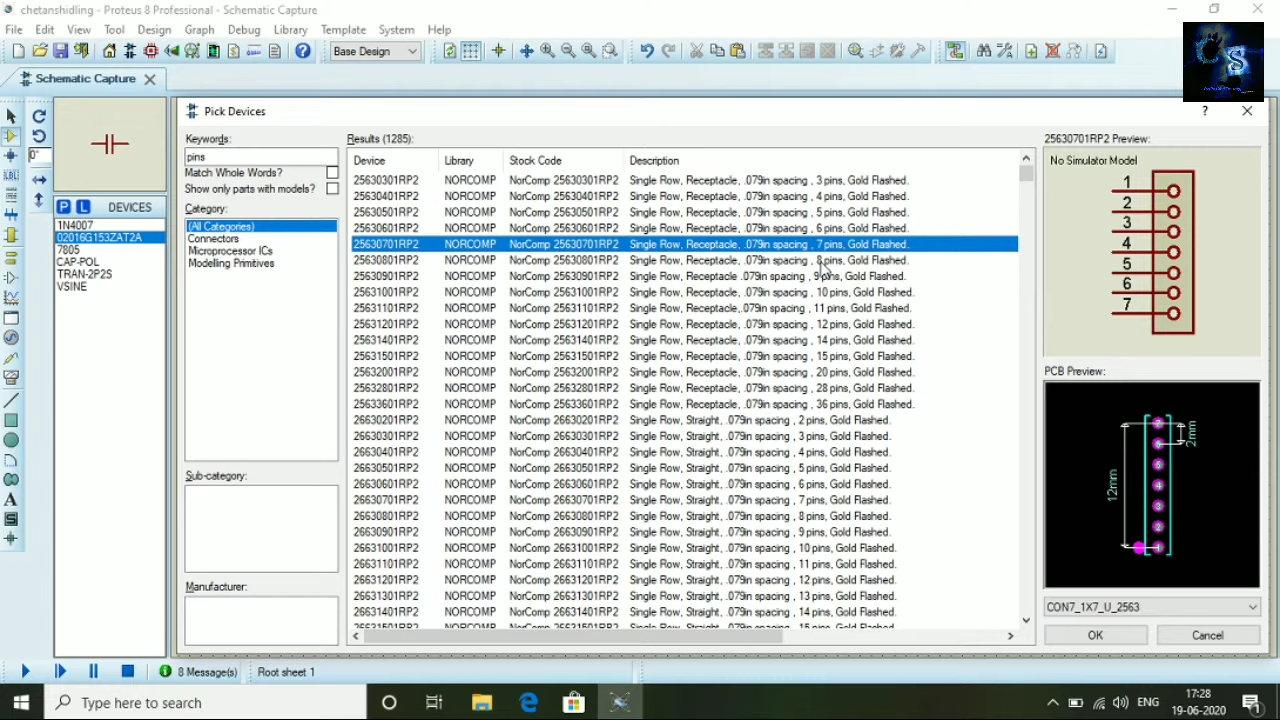 chetanshidling - Proteus 8 Professional - Schematic Capture
File Edit View Tool Design Graph Debug Library Template System Help
Base Design
Schematic Capture
Pick Devices
Keywords:
pins
Match Whole Words?
Show only parts with models?
Category:
(All Categories)
Connectors
Microprocessor ICs
Modelling Primitives
Sub-category:
Manufacturer:
0°
P L DEVICES
1N4007
02016G153ZAT2A
7805
CAP-POL
TRAN-2P2S
VSINE
Results (1285):
Device Library Stock Code Description
25630301RP2 NORCOMP NorComp 25630301RP2 Single Row, Receptacle, .079in spacing , 3 pins, Gold Flashed.
25630401RP2 NORCOMP NorComp 25630401RP2 Single Row, Receptacle, .079in spacing , 4 pins, Gold Flashed.
25630501RP2 NORCOMP NorComp 25630501RP2 Single Row, Receptacle, .079in spacing , 5 pins, Gold Flashed.
25630601RP2 NORCOMP NorComp 25630601RP2 Single Row, Receptacle, .079in spacing , 6 pins, Gold Flashed.
25630701RP2 NORCOMP NorComp 25630701RP2 Single Row, Receptacle, .079in spacing , 7 pins, Gold Flashed.
25630801RP2 NORCOMP NorComp 25630801RP2 Single Row, Receptacle, .079in spacing , 8 pins, Gold Flashed.
25630901RP2 NORCOMP NorComp 25630901RP2 Single Row, Receptacle .079in spacing , 9 pins, Gold Flashed.
25631001RP2 NORCOMP NorComp 25631001RP2 Single Row, Receptacle, .079in spacing , 10 pins, Gold Flashed.
25631101RP2 NORCOMP NorComp 25631101RP2 Single Row, Receptacle,.079in spacing , 11 pins, Gold Flashed.
25631201RP2 NORCOMP NorComp 25631201RP2 Single Row, Receptacle, .079in spacing , 12 pins, Gold Flashed.
25631401RP2 NORCOMP NorComp 25631401RP2 Single Row, Receptacle, .079in spacing , 14 pins, Gold Flashed.
25631501RP2 NORCOMP NorComp 25631501RP2 Single Row, Receptacle, .079in spacing , 15 pins, Gold Flashed.
25632001RP2 NORCOMP NorComp 25632001RP2 Single Row, Receptacle, .079in spacing , 20 pins, Gold Flashed.
25632801RP2 NORCOMP NorComp 25632801RP2 Single Row, Receptacle, .079in spacing , 28 pins, Gold Flashed.
25633601RP2 NORCOMP NorComp 25633601RP2 Single Row, Receptacle, .079in spacing , 36 pins, Gold Flashed.
26630201RP2 NORCOMP NorComp 26630201RP2 Single Row, Straight, .079in spacing , 2 pins, Gold Flashed.
26630301RP2 NORCOMP NorComp 26630301RP2 Single Row, Straight, .079in spacing , 3 pins, Gold Flashed.
26630401RP2 NORCOMP NorComp 26630401RP2 Single Row, Straight, .079in spacing , 4 pins, Gold Flashed.
26630501RP2 NORCOMP NorComp 26630501RP2 Single Row, Straight, .079in spacing , 5 pins, Gold Flashed.
26630601RP2 NORCOMP NorComp 26630601RP2 Single Row, Straight, .079in spacing , 6 pins, Gold Flashed.
26630701RP2 NORCOMP NorComp 26630701RP2 Single Row, Straight, .079in spacing , 7 pins, Gold Flashed.
26630801RP2 NORCOMP NorComp 26630801RP2 Single Row, Straight, .079in spacing , 8 pins, Gold Flashed.
26630901RP2 NORCOMP NorComp 26630901RP2 Single Row, Straight, .079in spacing , 9 pins, Gold Flashed.
26631001RP2 NORCOMP NorComp 26631001RP2 Single Row, Straight, .079in spacing , 10 pins, Gold Flashed.
26631101RP2 NORCOMP NorComp 26631101RP2 Single Row, Straight, .079in spacing , 11 pins, Gold Flashed.
26631201RP2 NORCOMP NorComp 26631201RP2 Single Row, Straight, .079in spacing , 12 pins, Gold Flashed.
26631301RP2 NORCOMP NorComp 26631301RP2 Single Row, Straight, .079in spacing , 13 pins, Gold Flashed.
26631401RP2 NORCOMP NorComp 26631401RP2 Single Row, Straight, .079in spacing , 14 pins, Gold Flashed.
26631501RP2 NORCOMP NorComp 26631501RP2 Single Row, Straight, .079in spacing , 15 pins, Gold Flashed.
25630701RP2 Preview:
No Simulator Model
1
2
3
4
5
6
7
PCB Preview:
2mm
12mm
CON7_1X7_U_2563
OK Cancel
8 Message(s) Root sheet 1
Type here to search
ENG
17:28
19-06-2020